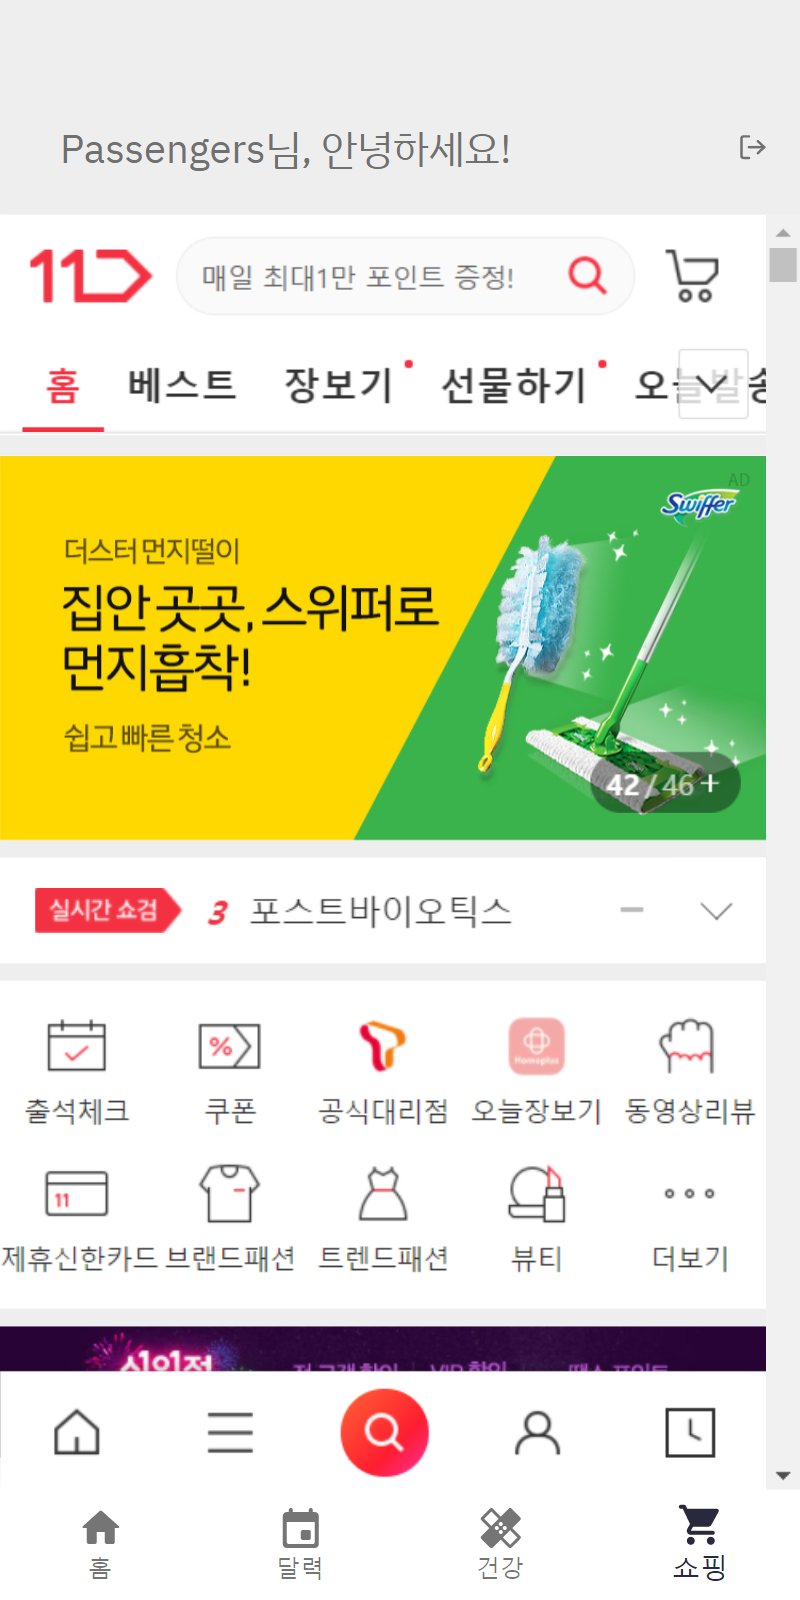 Passengers님, 안녕하세요!
11
매일 최대1만 포인트 증정!
홈 베스트 장보기 선물하기 오늘발송
AD
Swiffer
더스터 먼지떨이
집안 곳곳, 스위퍼로
먼지흡착!
쉽고 빠른 청소
42 / 46 +
실시간 쇼검 3 포스트바이오틱스
%
Homeplus
출석체크 쿠폰 공식대리점 오늘장보기 동영상리뷰
11
제휴신한카드 브랜드패션 트렌드패션 뷰티 더보기
홈 달력 건강 쇼핑